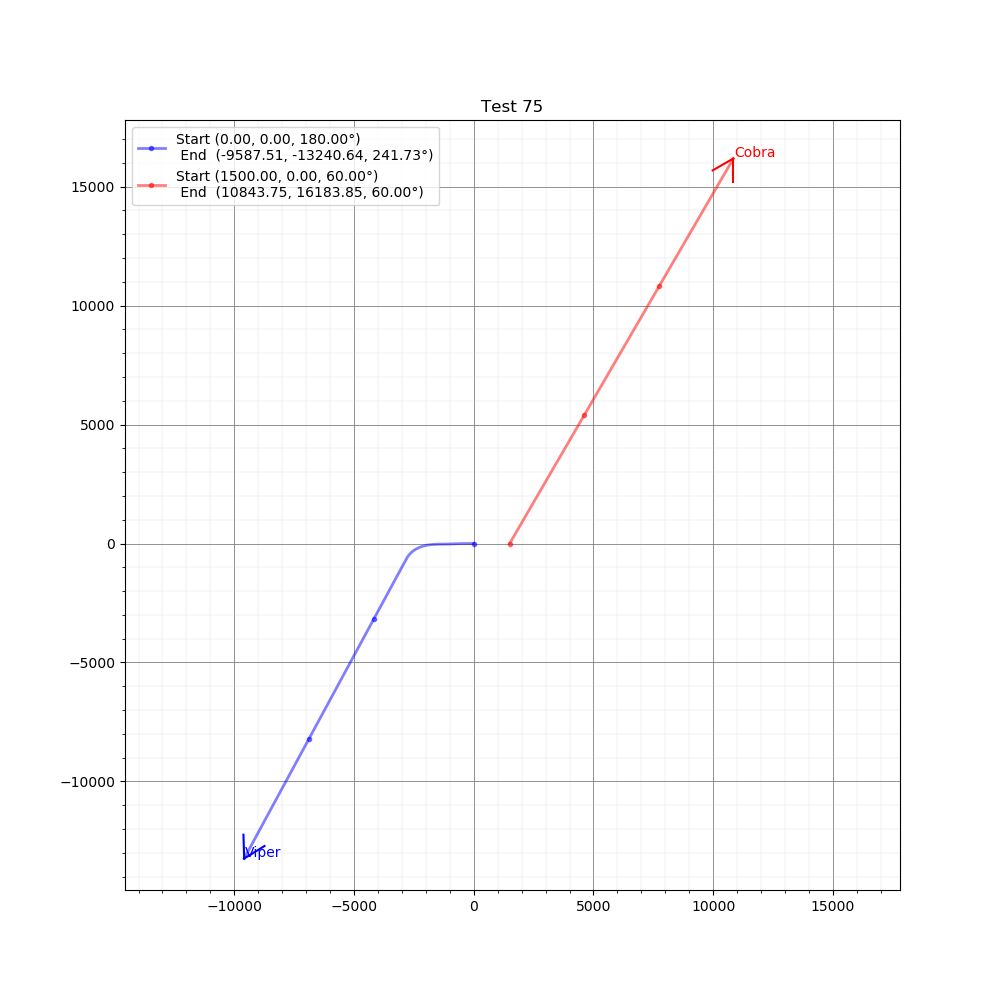 Test 75
Start (0.00, 0.00, 180.00°)
End (-9587.51, -13240.64, 241.73°)
Start (1500.00, 0.00, 60.00°)
End (10843.75, 16183.85, 60.00°)
Cobra
15000
10000
5000
0
−5000
−10000
Viper
−10000
−5000
0
5000
10000
15000